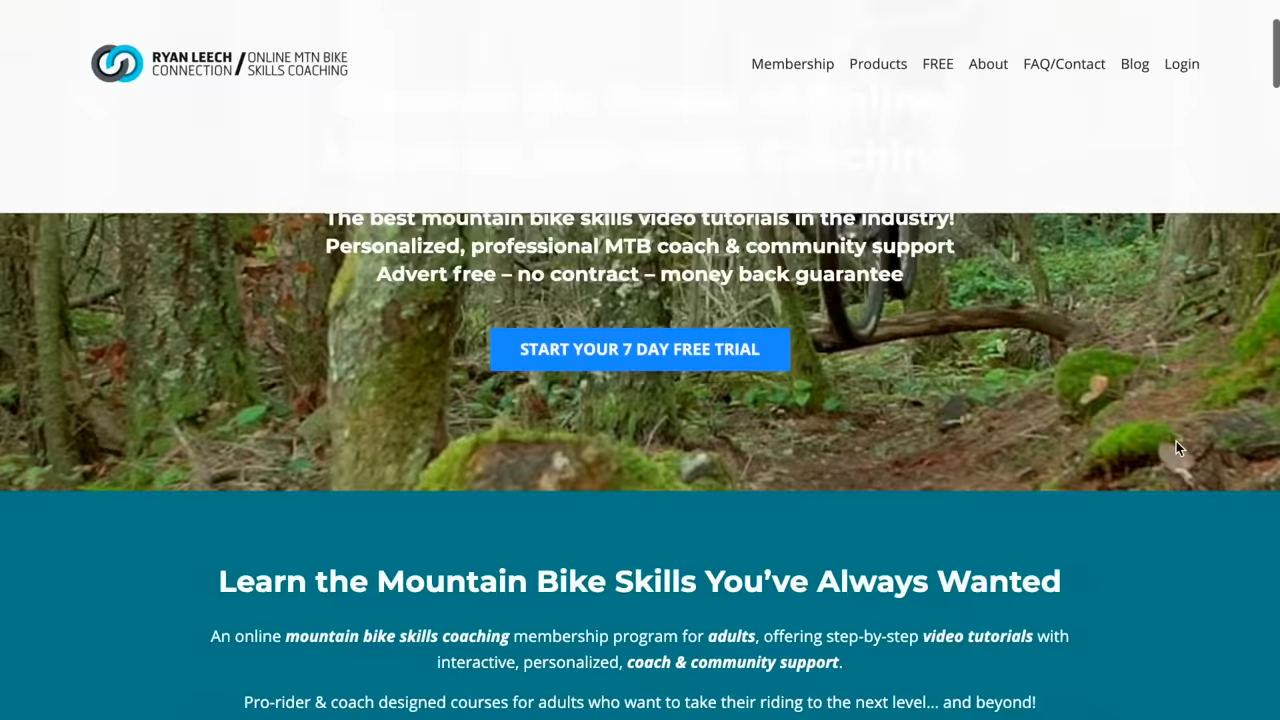 RYAN LEECH / ONLINE MTN BIKE
CONNECTION / SKILLS COACHING
Membership Products FREE About FAQ/Contact Blog Login
The best mountain bike skills video tutorials in the industry!
Personalized, professional MTB coach & community support
Advert free – no contract – money back guarantee
START YOUR 7 DAY FREE TRIAL
Learn the Mountain Bike Skills You’ve Always Wanted
An online mountain bike skills coaching membership program for adults, offering step-by-step video tutorials with
interactive, personalized, coach & community support.
Pro-rider & coach designed courses for adults who want to take their riding to the next level... and beyond!